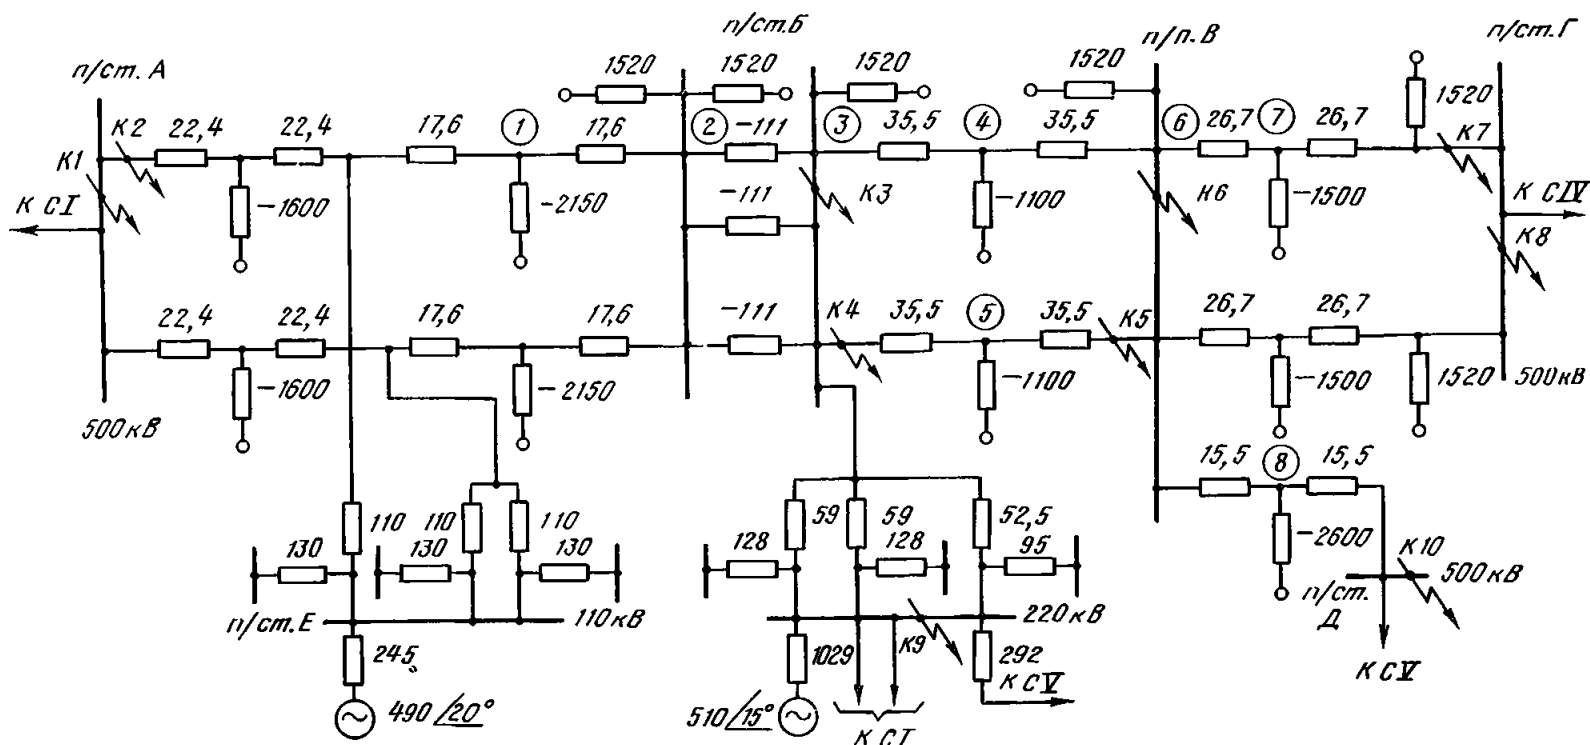 п/ст.Б
п/ст. А
1520
1520
1520
1520
п/п. В
п/ст. Г
1520
К2
22,4
22,4
17,6
1
17,6
2
-111
3
35,5
4
35,5
6
26,7
7
26,7
К7
К1
К СI
-1600
-2150
-111
К3
-1100
К6
-1500
К СIV
К8
22,4
22,4
17,6
17,6
-111
К4
35,5
5
35,5
К5
26,7
26,7
-1600
-2150
-1100
-1500
1520
500кВ
500кВ
15,5
8
15,5
110
110
110
59
59
52,5
-2600
130
130
130
128
128
95
К10
500кВ
п/ст. Е
110кВ
220кВ
п/ст.
Д
245
1029
К9
292
К СV
К СV
490/20°
510/15°
К СI